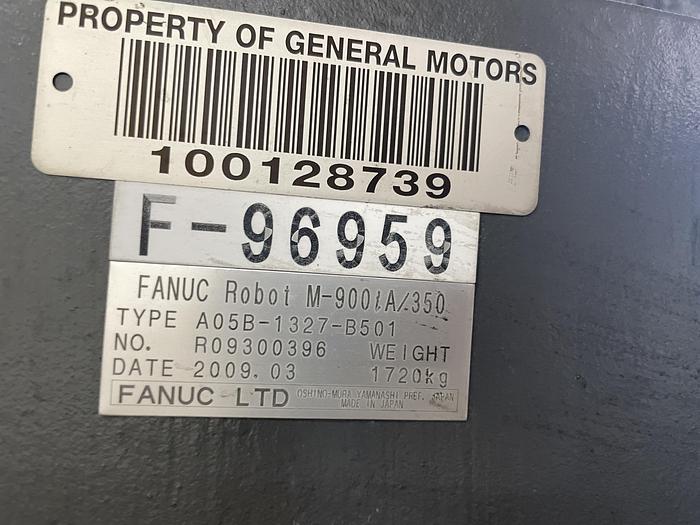 PROPERTY OF GENERAL MOTORS
100128739
F-96959
FANUC Robot M-900iA/350
TYPE A05B-1327-B501
NO. R09300396 WEIGHT
DATE 2009.03 1720kg
FANUC LTD OSHINO-MURA YAMANASHI PREF. JAPAN
MADE IN JAPAN